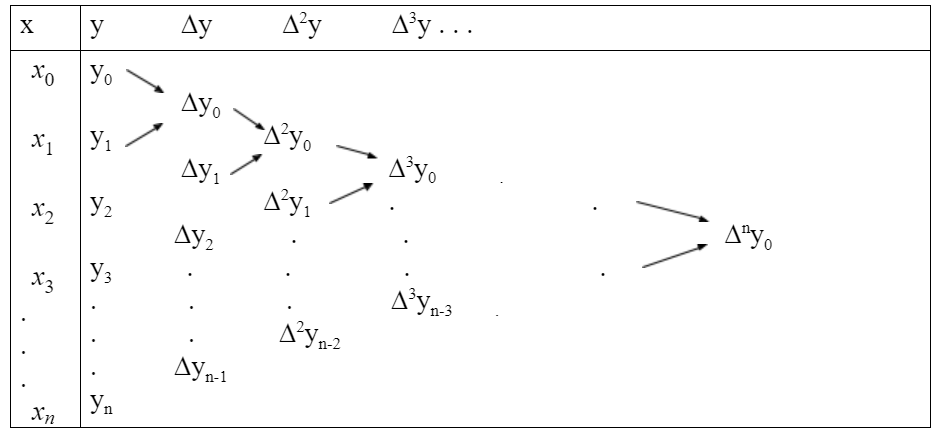 x y Δy Δ²y Δ³y . . .
x₀ y₀
Δy₀
x₁ y₁ Δ²y₀
Δy₁ Δ³y₀ .
x₂ y₂ Δ²y₁ . .
Δy₂ . . Δⁿy₀
x₃ y₃ . . . .
. . . . Δ³yₙ₋₃ .
. . . Δ²yₙ₋₂
. . Δyₙ₋₁
xₙ yₙ